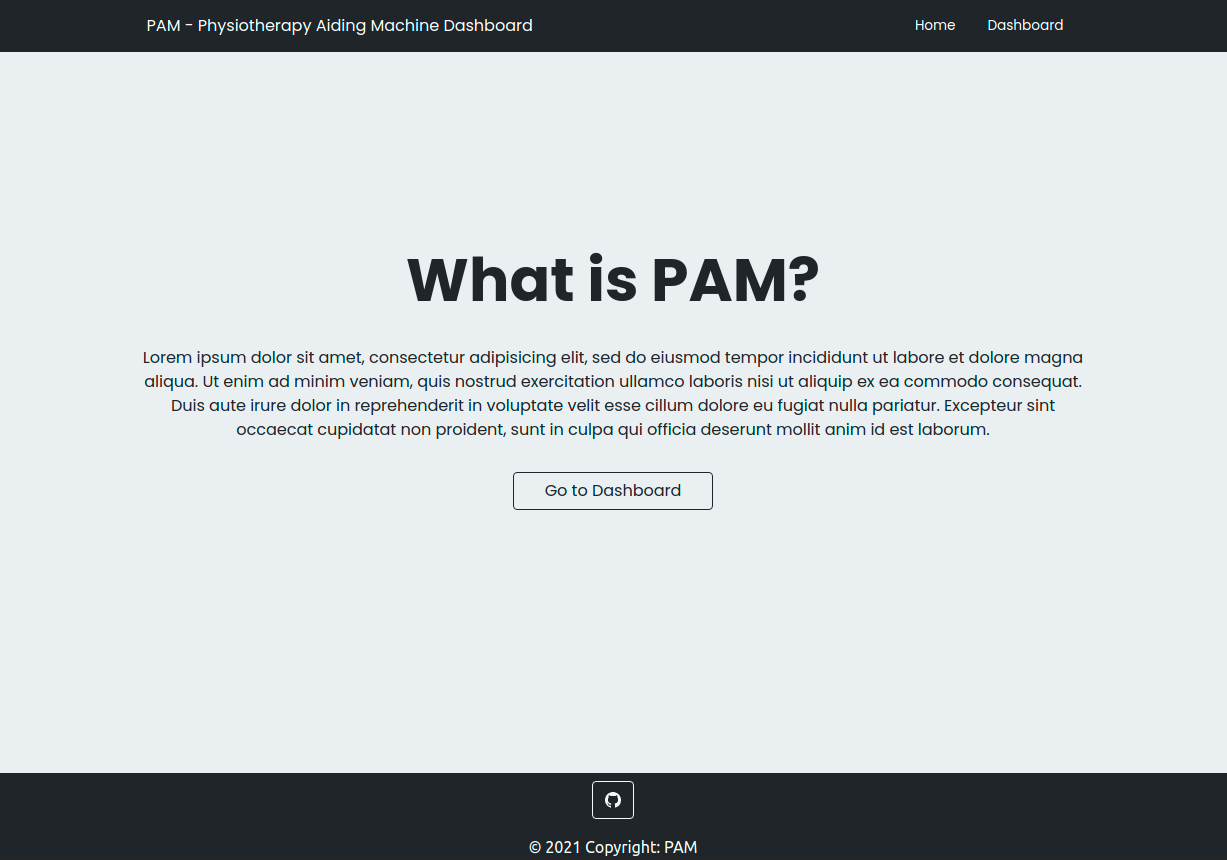 PAM - Physiotherapy Aiding Machine Dashboard
Home
Dashboard
What is PAM?
Lorem ipsum dolor sit amet, consectetur adipisicing elit, sed do eiusmod tempor incididunt ut labore et dolore magna
aliqua. Ut enim ad minim veniam, quis nostrud exercitation ullamco laboris nisi ut aliquip ex ea commodo consequat.
Duis aute irure dolor in reprehenderit in voluptate velit esse cillum dolore eu fugiat nulla pariatur. Excepteur sint
occaecat cupidatat non proident, sunt in culpa qui officia deserunt mollit anim id est laborum.
Go to Dashboard
© 2021 Copyright: PAM